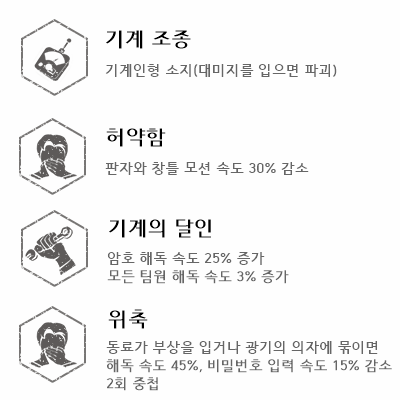 기계 조종
기계인형 소지(대미지를 입으면 파괴)
허약함
판자와 창틀 모션 속도 30% 감소
기계의 달인
암호 해독 속도 25% 증가
모든 팀원 해독 속도 3% 증가
위축
동료가 부상을 입거나 광기의 의자에 묶이면
해독 속도 45%, 비밀번호 입력 속도 15% 감소
2회 중첩